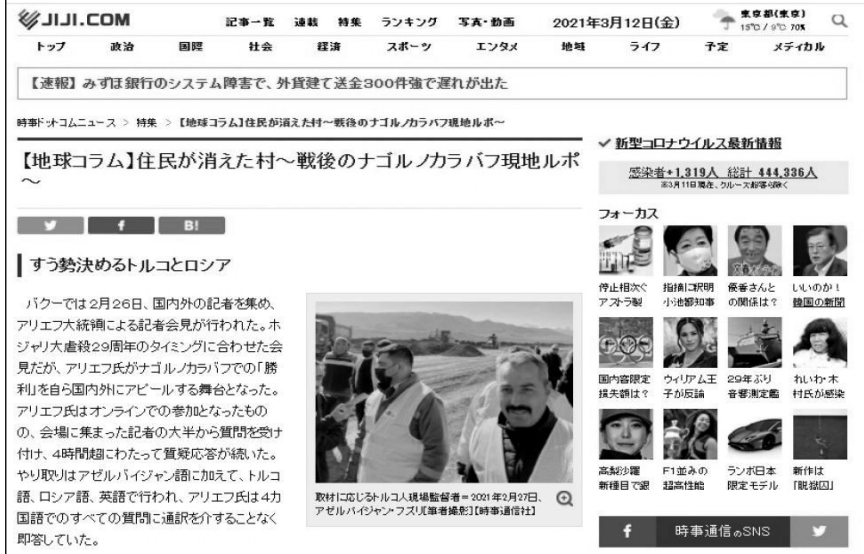 JIJI.COM
記事一覧 連載 特集 ランキング 写真・動画 2021年3月12日(金) 東京都(東京)
15℃ / 9℃ 70%
トップ 政治 国際 社会 経済 スポーツ エンタメ 地域 ライフ 予定 メディカル
【速報】みずほ銀行のシステム障害で、外貨建て送金300件強で遅れが出た
時事ドットコムニュース > 特集 > 【地球コラム】住民が消えた村~戦後のナゴルノカラバフ現地ルポ~
【地球コラム】住民が消えた村~戦後のナゴルノカラバフ現地ルポ
~
f B!
すう勢決めるトルコとロシア
バクーでは2月26日、国内外の記者を集め、
アリエフ大統領による記者会見が行われた。ホ
ジャリ大虐殺29周年のタイミングに合わせた会
見だが、アリエフ氏がナゴルノカラバフでの「勝
利」を自ら国内外にアピールする舞台となった。
アリエフ氏はオンラインでの参加となったもの
の、会場に集まった記者の大半から質問を受け
付け、4時間超にわたって質疑応答が続いた。
やり取りはアゼルバイジャン語に加えて、トルコ
語、ロシア語、英語で行われ、アリエフ氏は4カ
国語でのすべての質問に通訳を介することなく
即答していた。
取材に応じるトルコ人現場監督者=2021年2月27日、
アゼルバイジャン・フズリ[筆者撮影]【時事通信社】
新型コロナウイルス最新情報
感染者+1,319人 総計 444,336人
※3月11日現在、クルーズ船客ら除く
フォーカス
停止相次ぐ 指摘に釈明 優香さんと いいのか!
アストラ製 小池都知事 の関係は? 韓国の新聞
国内客限定 ウィリアム王 29年ぶり れいわ・木
損失額は? 子が反論 音響測定艦 村氏が感染
高梨沙羅 F1並みの ランボ日本 新作は
新種目で銀 超高性能 限定モデル 「脱獄囚」
f 時事通信のSNS